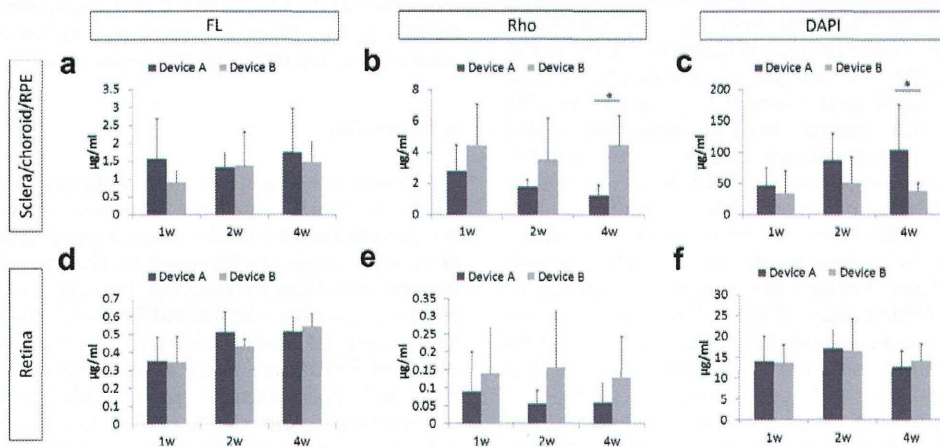 FL
Rho
DAPI
Sclera/choroid/RPE
a
Device A
Device B
µg/ml
3.5
3
2.5
2
1.5
1
0.5
0
1w
2w
4w
b
Device A
Device B
µg/ml
8
6
4
2
0
*
1w
2w
4w
c
Device A
Device B
µg/ml
200
150
100
50
0
*
1w
2w
4w
Retina
d
Device A
Device B
µg/ml
0.7
0.6
0.5
0.4
0.3
0.2
0.1
0
1w
2w
4w
e
Device A
Device B
µg/ml
0.35
0.3
0.25
0.2
0.15
0.1
0.05
0
1w
2w
4w
f
Device A
Device B
µg/ml
30
25
20
15
10
5
0
1w
2w
4w